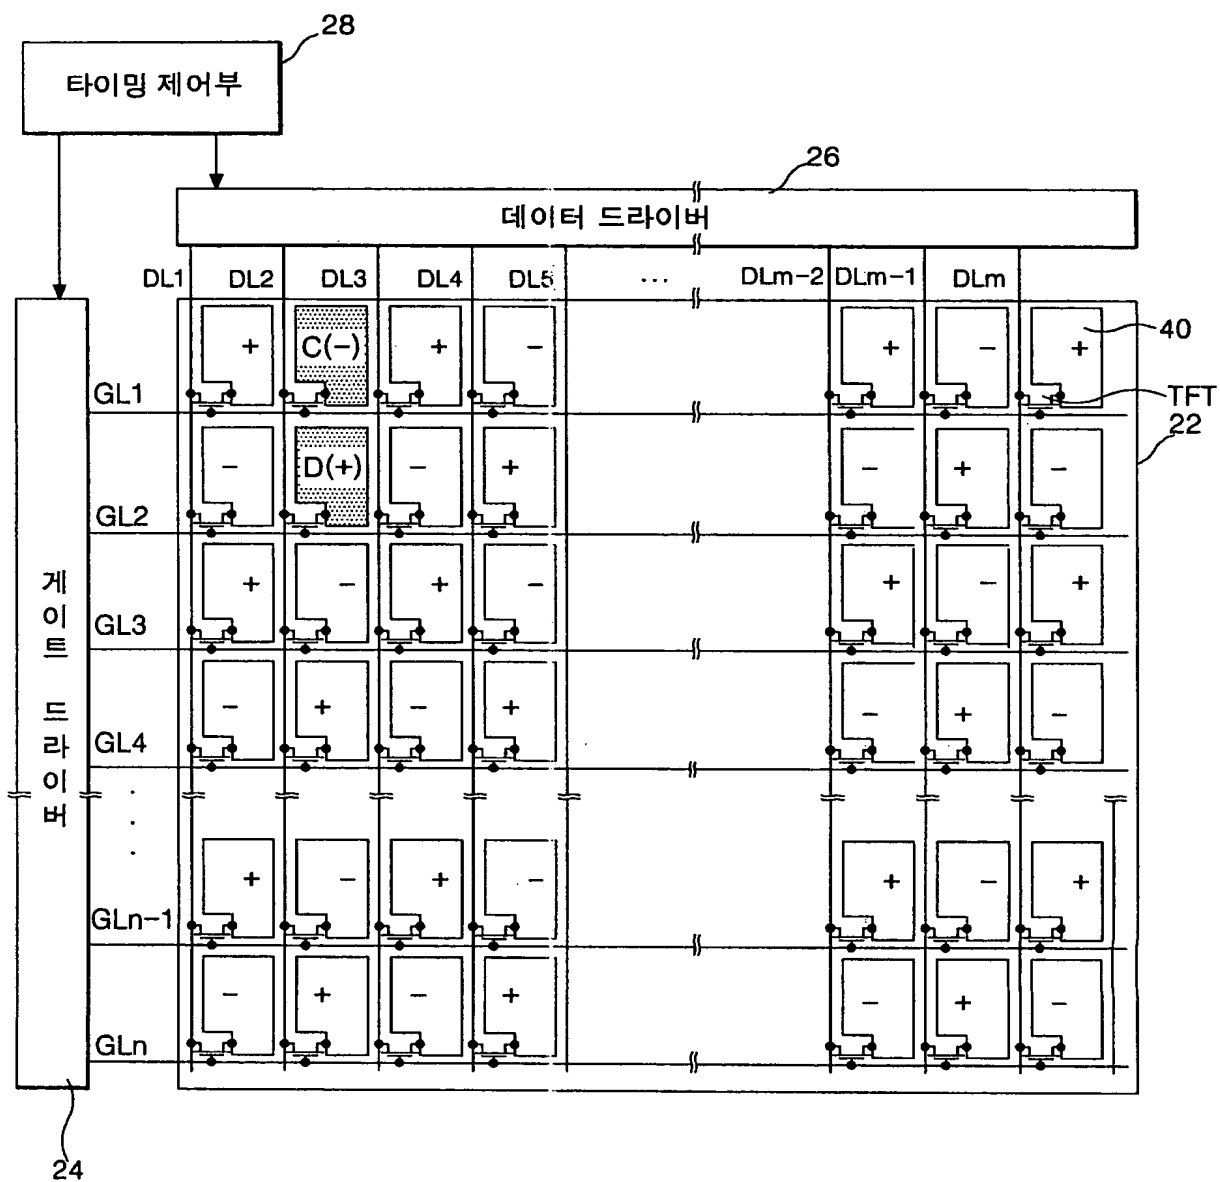 28
타이밍 제어부
26
데이터 드라이버
DL1 DL2 DL3 DL4 DL5 ... DLm-2 DLm-1 DLm
+ C(-) + - + - +
40
GL1
TFT
22
- D(+) - + - + -
GL2
+ - + - + - +
GL3
- + - + - + -
GL4
게이트 드라이버
+ - + - + - +
GLn-1
- + - + - + -
GLn
24